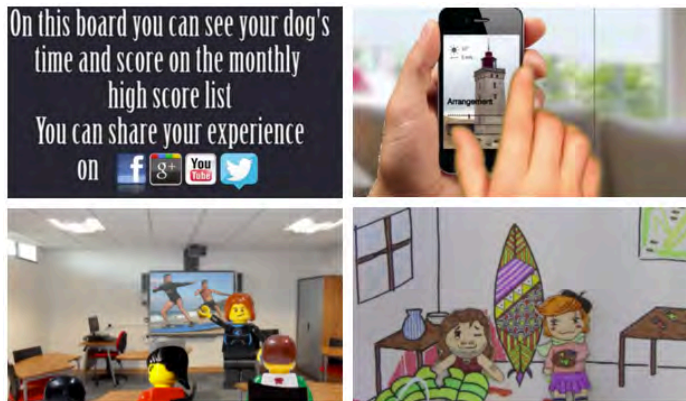 On this board you can see your dog's
time and score on the monthly
high score list
You can share your experience
on f g+ You Tube
Arrangement